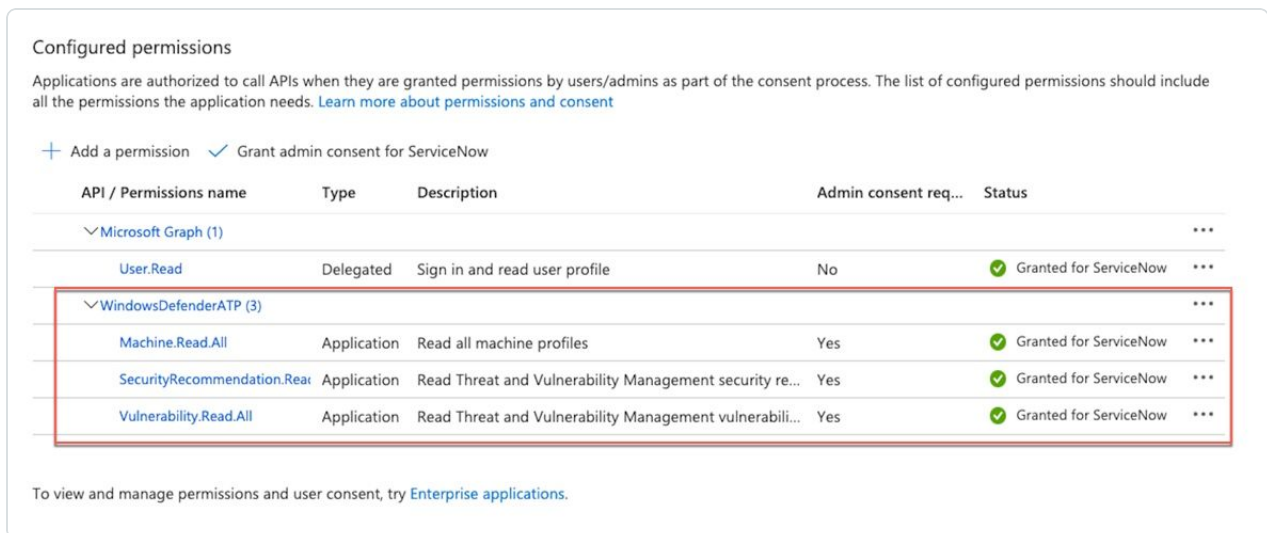 Configured permissions
Applications are authorized to call APIs when they are granted permissions by users/admins as part of the consent process. The list of configured permissions should include
all the permissions the application needs. Learn more about permissions and consent
Add a permission Grant admin consent for ServiceNow
API / Permissions name Type Description Admin consent req... Status
Microsoft Graph (1) ...
User.Read Delegated Sign in and read user profile No Granted for ServiceNow ...
WindowsDefenderATP (3) ...
Machine.Read.All Application Read all machine profiles Yes Granted for ServiceNow ...
SecurityRecommendation.Read Application Read Threat and Vulnerability Management security re... Yes Granted for ServiceNow ...
Vulnerability.Read.All Application Read Threat and Vulnerability Management vulnerabili... Yes Granted for ServiceNow ...
To view and manage permissions and user consent, try Enterprise applications.